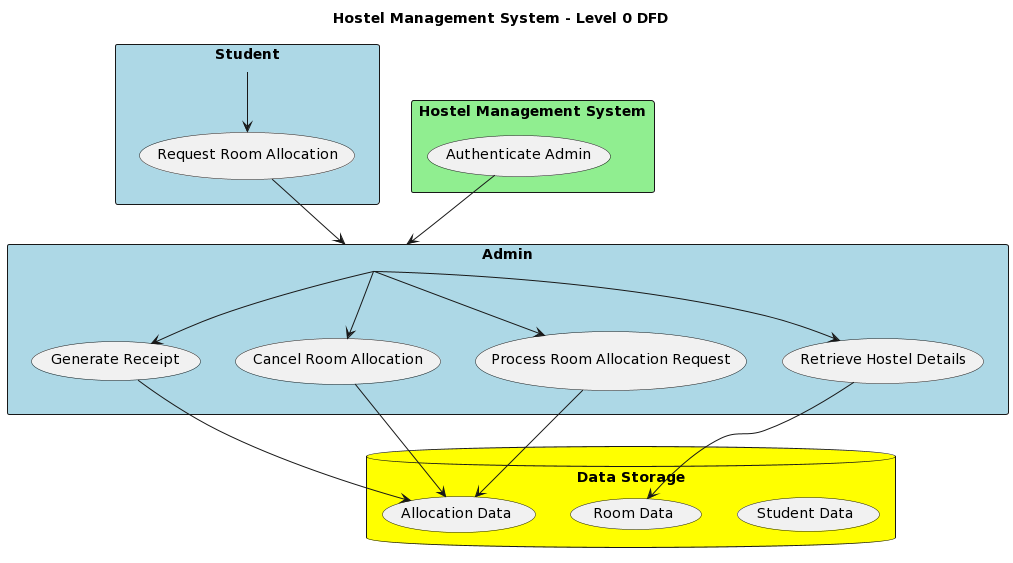 Hostel Management System - Level 0 DFD
Student
Request Room Allocation
Hostel Management System
Authenticate Admin
Admin
Generate Receipt
Cancel Room Allocation
Process Room Allocation Request
Retrieve Hostel Details
Data Storage
Allocation Data
Room Data
Student Data